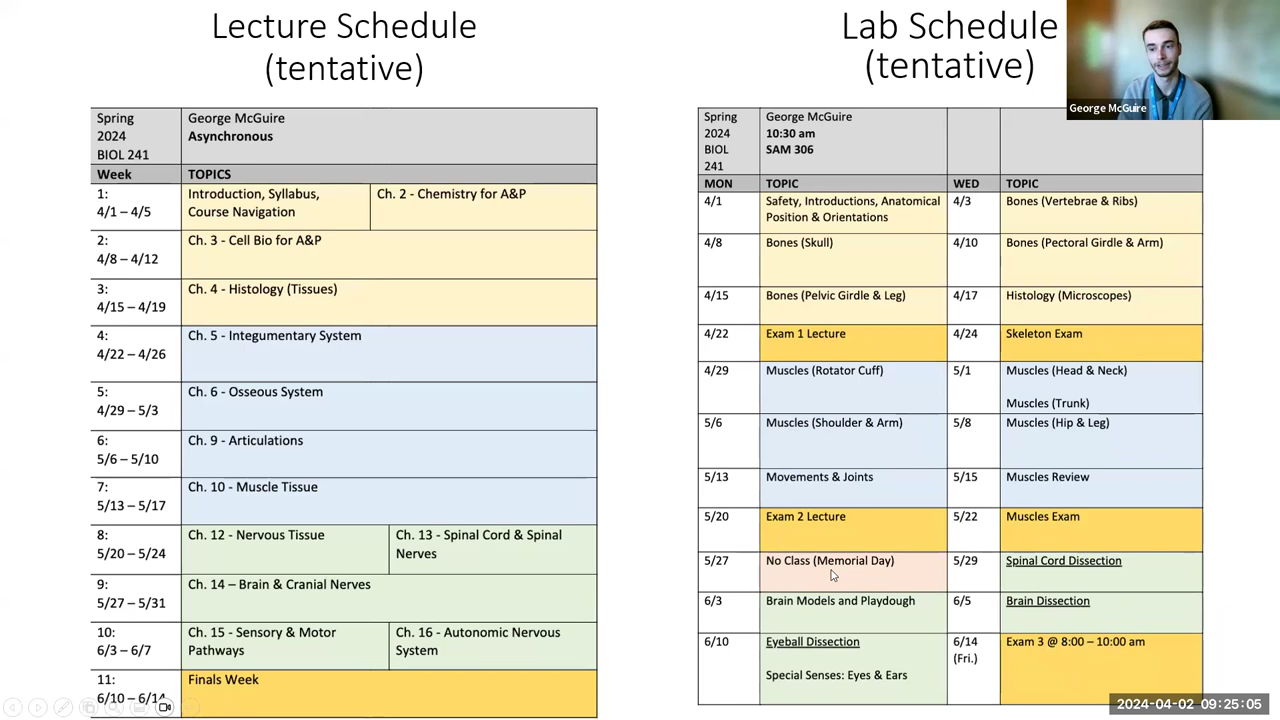 Lecture Schedule
(tentative)
Spring
2024
BIOL 241
George McGuire
Asynchronous
Week
TOPICS
1:
4/1 – 4/5
Introduction, Syllabus,
Course Navigation
Ch. 2 - Chemistry for A&P
2:
4/8 – 4/12
Ch. 3 - Cell Bio for A&P
3:
4/15 – 4/19
Ch. 4 - Histology (Tissues)
4:
4/22 – 4/26
Ch. 5 - Integumentary System
5:
4/29 – 5/3
Ch. 6 - Osseous System
6:
5/6 – 5/10
Ch. 9 - Articulations
7:
5/13 – 5/17
Ch. 10 - Muscle Tissue
8:
5/20 – 5/24
Ch. 12 - Nervous Tissue
Ch. 13 - Spinal Cord & Spinal
Nerves
9:
5/27 – 5/31
Ch. 14 – Brain & Cranial Nerves
10:
6/3 – 6/7
Ch. 15 - Sensory & Motor
Pathways
Ch. 16 - Autonomic Nervous
System
11:
6/10 – 6/14
Finals Week
Lab Schedule
(tentative)
George McGuire
Spring
2024
BIOL
241
George McGuire
10:30 am
SAM 306
MON
TOPIC
WED
TOPIC
4/1
Safety, Introductions, Anatomical
Position & Orientations
4/3
Bones (Vertebrae & Ribs)
4/8
Bones (Skull)
4/10
Bones (Pectoral Girdle & Arm)
4/15
Bones (Pelvic Girdle & Leg)
4/17
Histology (Microscopes)
4/22
Exam 1 Lecture
4/24
Skeleton Exam
4/29
Muscles (Rotator Cuff)
5/1
Muscles (Head & Neck)
Muscles (Trunk)
5/6
Muscles (Shoulder & Arm)
5/8
Muscles (Hip & Leg)
5/13
Movements & Joints
5/15
Muscles Review
5/20
Exam 2 Lecture
5/22
Muscles Exam
5/27
No Class (Memorial Day)
5/29
Spinal Cord Dissection
6/3
Brain Models and Playdough
6/5
Brain Dissection
6/10
Eyeball Dissection
Special Senses: Eyes & Ears
6/14
(Fri.)
Exam 3 @ 8:00 – 10:00 am
2024-04-02 09:25:05